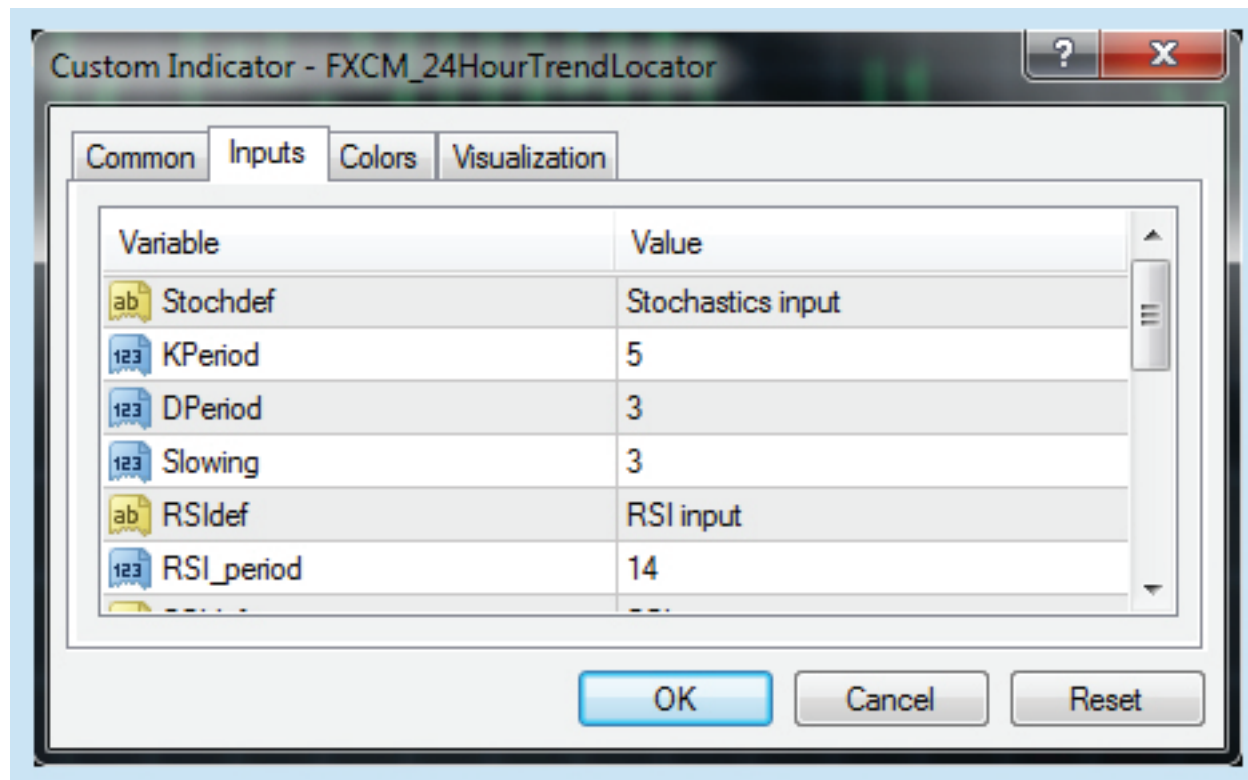 Custom Indicator - FXCM_24HourTrendLocator ? X
Common Inputs Colors Visualization
Variable Value
ab Stochdef Stochastics input
123 KPeriod 5
123 DPeriod 3
123 Slowing 3
ab RSIdef RSI input
123 RSI_period 14
OK Cancel Reset